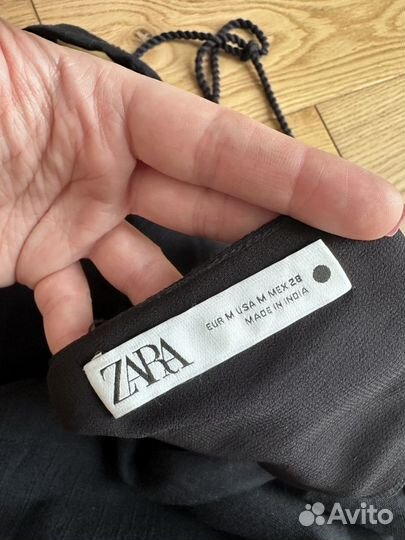 ZARA
EUR M USA M MEX 28
MADE IN INDIA
Avito